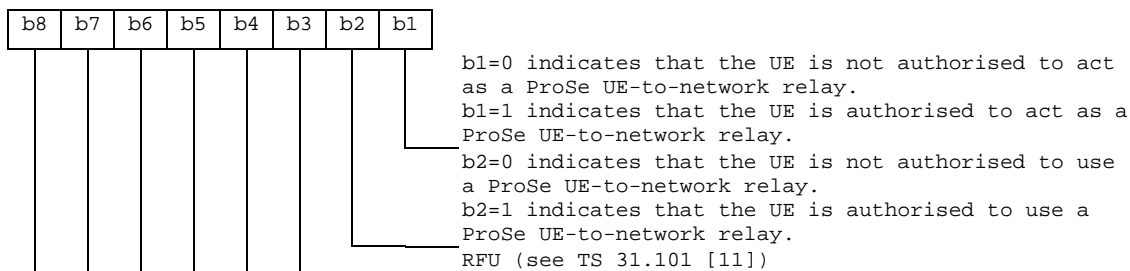 b8 b7 b6 b5 b4 b3 b2 b1
b1=0 indicates that the UE is not authorised to act
as a ProSe UE-to-network relay.
b1=1 indicates that the UE is authorised to act as a
ProSe UE-to-network relay.
b2=0 indicates that the UE is not authorised to use
a ProSe UE-to-network relay.
b2=1 indicates that the UE is authorised to use a
ProSe UE-to-network relay.
RFU (see TS 31.101 [11])